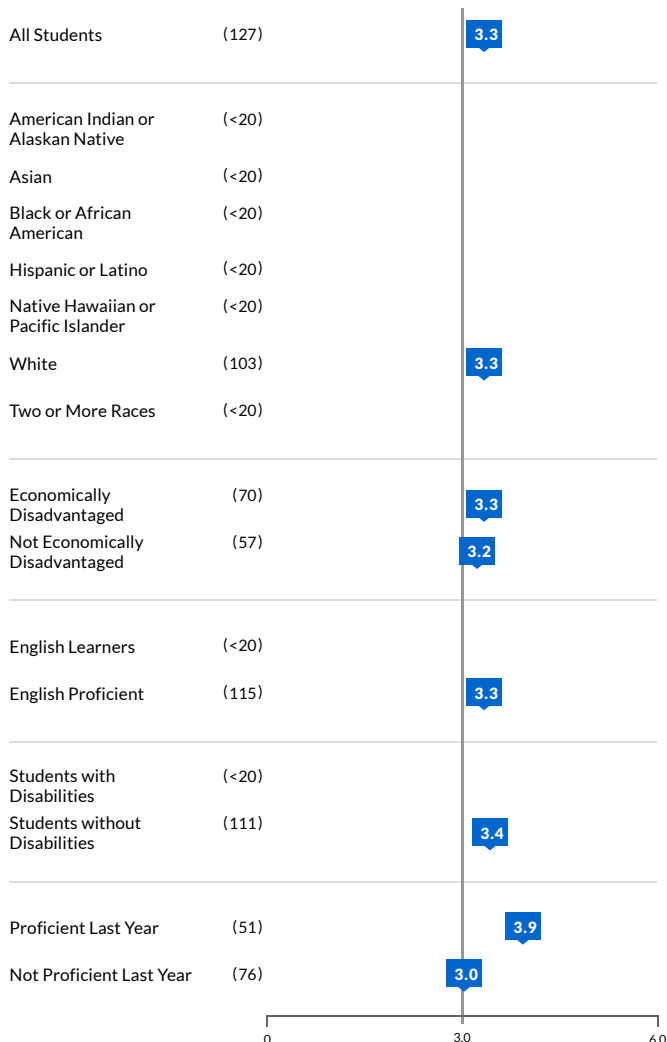 All Students (127) 3.3
American Indian or (<20)
Alaskan Native
Asian (<20)
Black or African (<20)
American
Hispanic or Latino (<20)
Native Hawaiian or (<20)
Pacific Islander
White (103) 3.3
Two or More Races (<20)
Economically (70) 3.3
Disadvantaged
Not Economically (57) 3.2
Disadvantaged
English Learners (<20)
English Proficient (115) 3.3
Students with (<20)
Disabilities
Students without (111) 3.4
Disabilities
Proficient Last Year (51) 3.9
Not Proficient Last Year (76) 3.0
0 3.0 6.0